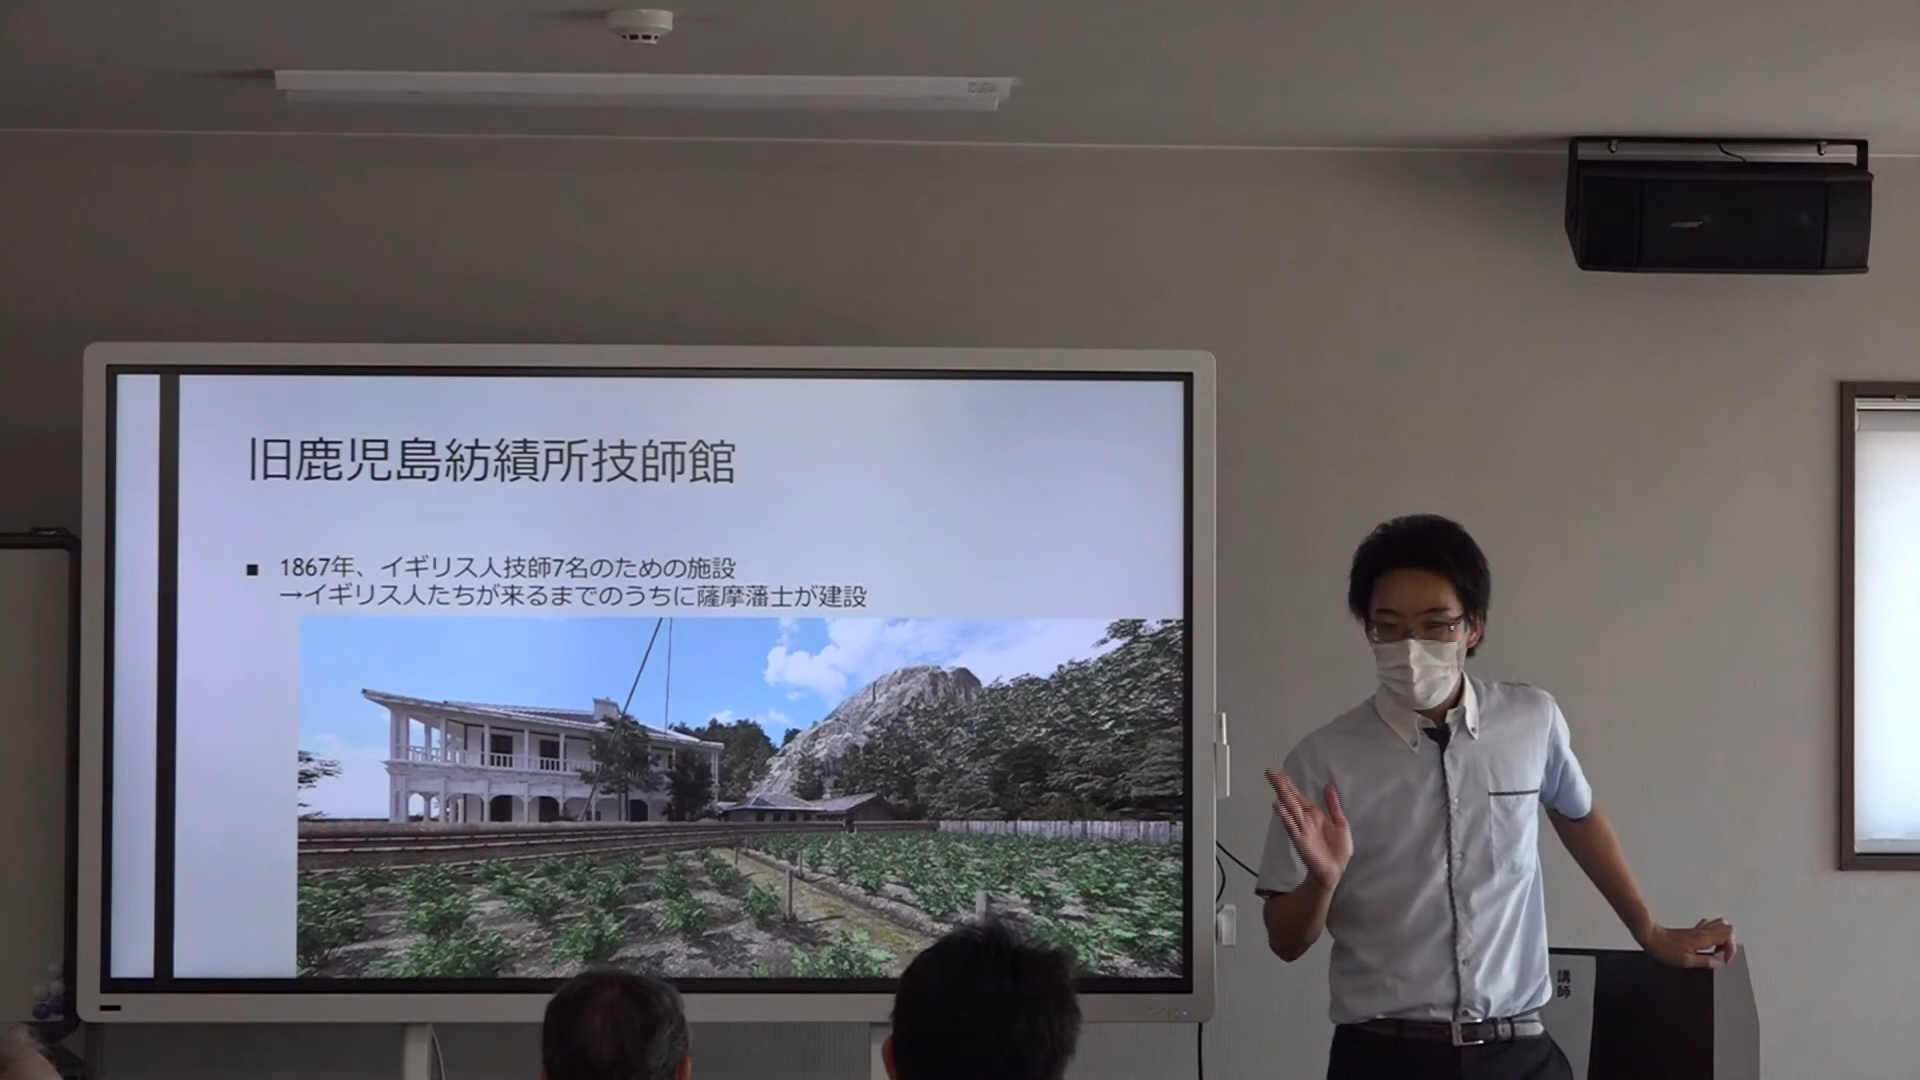 旧鹿児島紡績所技師館
■ 1867年、イギリス人技師7名のための施設
→イギリス人たちが来るまでのうちに薩摩藩士が建設
講師